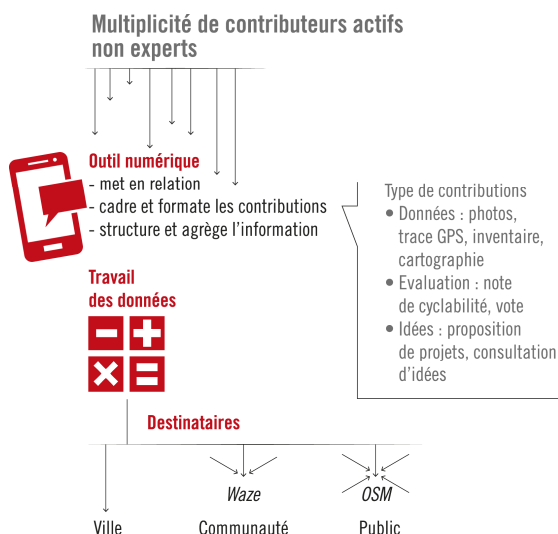 Multiplicité de contributeurs actifs
non experts
Outil numérique
- met en relation
- cadre et formate les contributions
- structure et agrège l'information
Type de contributions
• Données : photos,
trace GPS, inventaire,
cartographie
• Evaluation : note
de cyclabilité, vote
• Idées : proposition
de projets, consultation
d'idées
Travail
des données
Destinataires
Waze
OSM
Ville
Communauté
Public